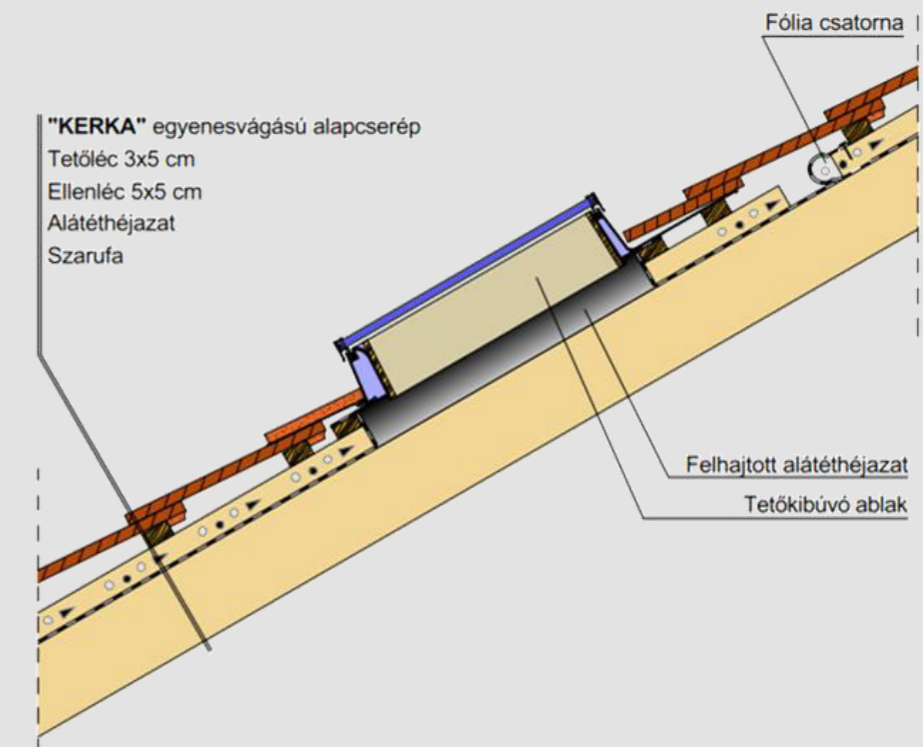 Fólia csatorna
"KERKA" egyenesvágású alapcserép
Tetőléc 3x5 cm
Ellenléc 5x5 cm
Alátéthéjazat
Szarufa
Felhajtott alátéthéjazat
Tetőkibúvó ablak